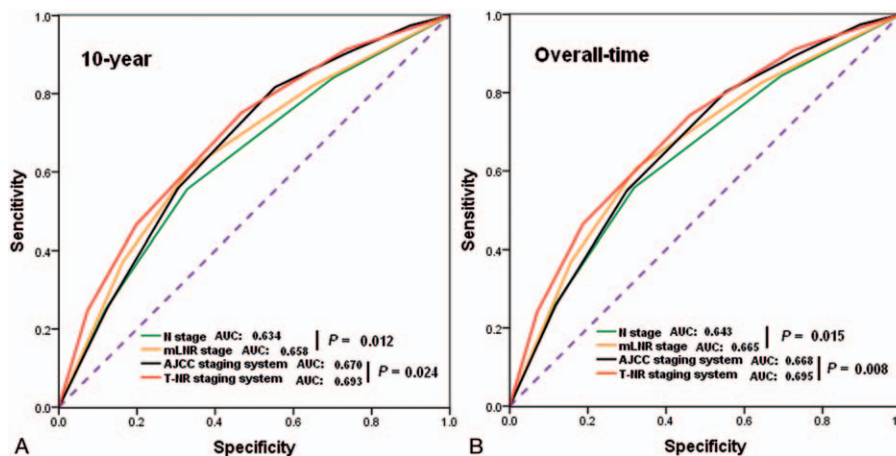 1.0
0.8
0.6
0.4
0.2
0.0
Sencitivity
10-year
N stage AUC: 0.634
mLNR stage AUC: 0.658
P = 0.012
AJCC staging system AUC: 0.670
T-NR staging system AUC: 0.693
P = 0.024
0.0 0.2 0.4 0.6 0.8 1.0
Specificity
A
1.0
0.8
0.6
0.4
0.2
0.0
Sensitivity
Overall-time
N stage AUC: 0.643
mLNR stage AUC: 0.665
P = 0.015
AJCC staging system AUC: 0.668
T-NR staging system AUC: 0.695
P = 0.008
0.0 0.2 0.4 0.6 0.8 1.0
Specificity
B